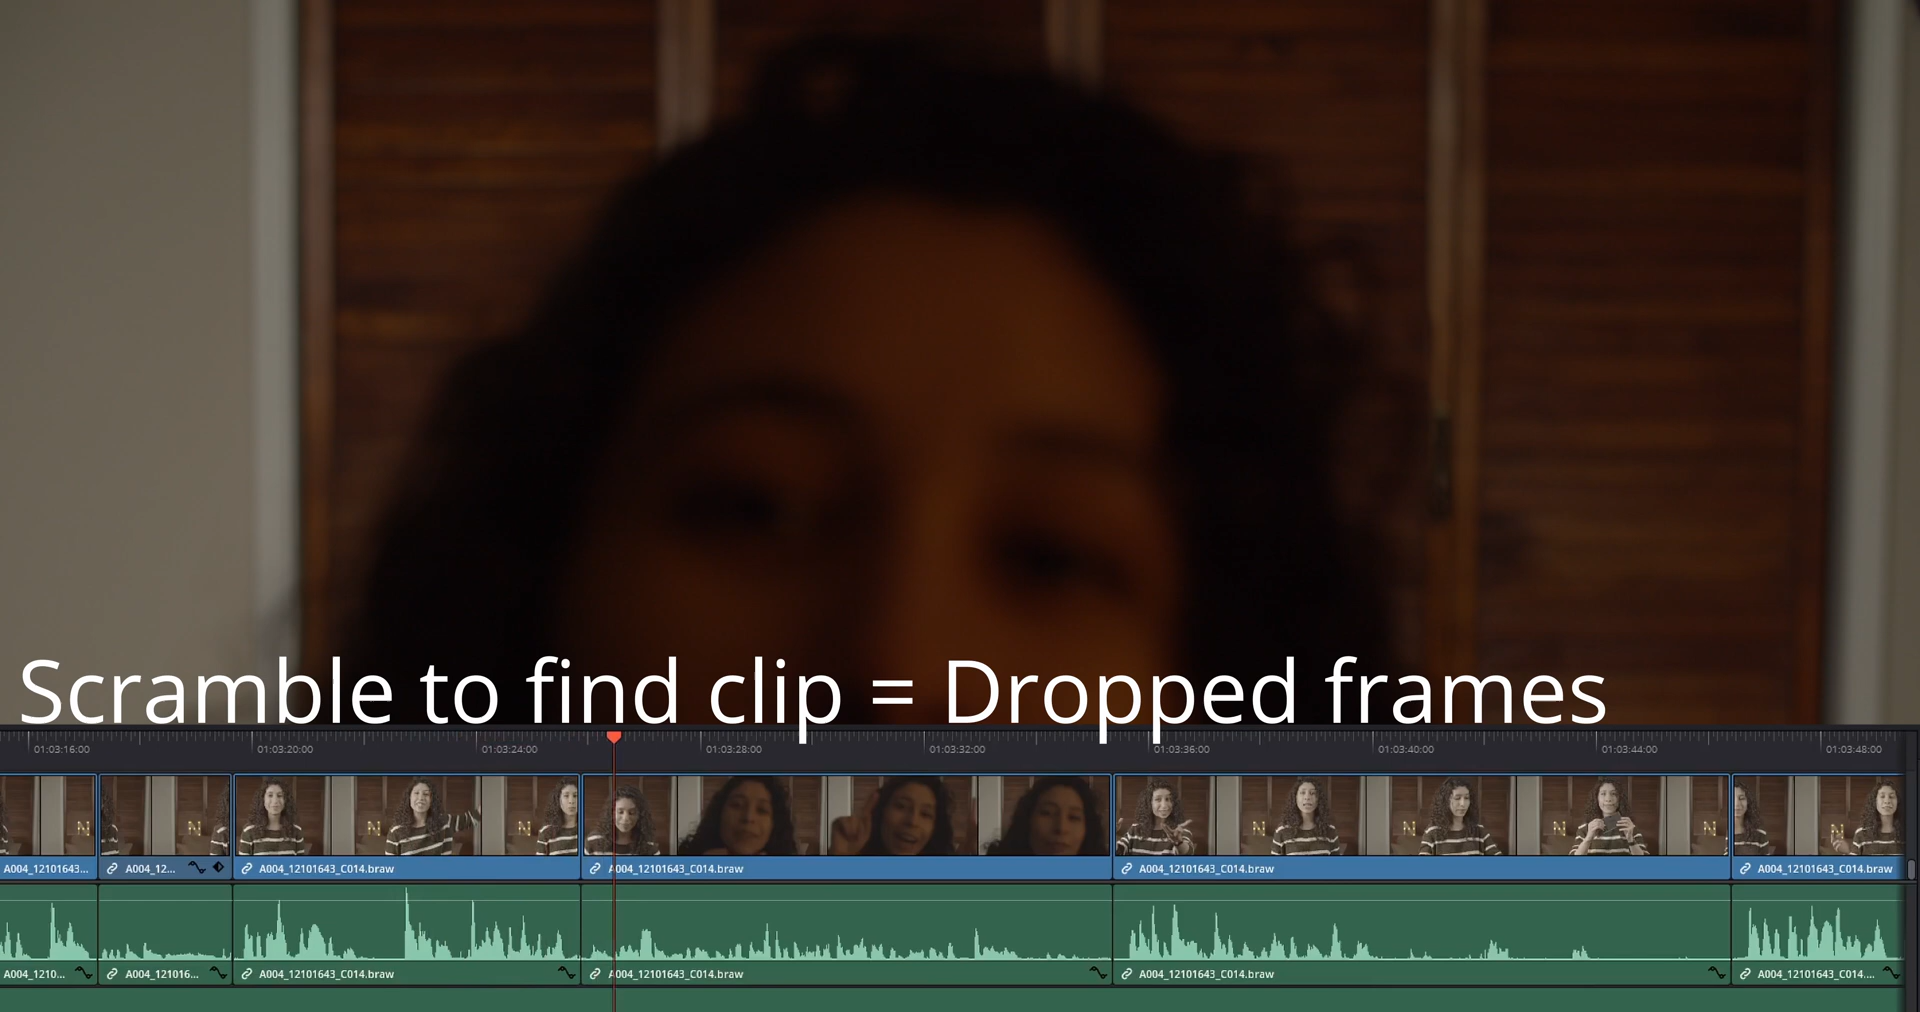 Scramble to find clip = Dropped frames
01:03:16:00 01:03:20:00 01:03:24:00 01:03:28:00 01:03:32:00 01:03:36:00 01:03:40:00 01:03:44:00 01:03:48:00
N N N N N N N N N
A004_12101643... A004_12... A004_12101643_C014.braw A004_12101643_C014.braw A004_12101643_C014.braw A004_12101643_C014.braw
A004_1210... A004_121016... A004_12101643_C014.braw A004_12101643_C014.braw A004_12101643_C014.braw A004_12101643_C014....